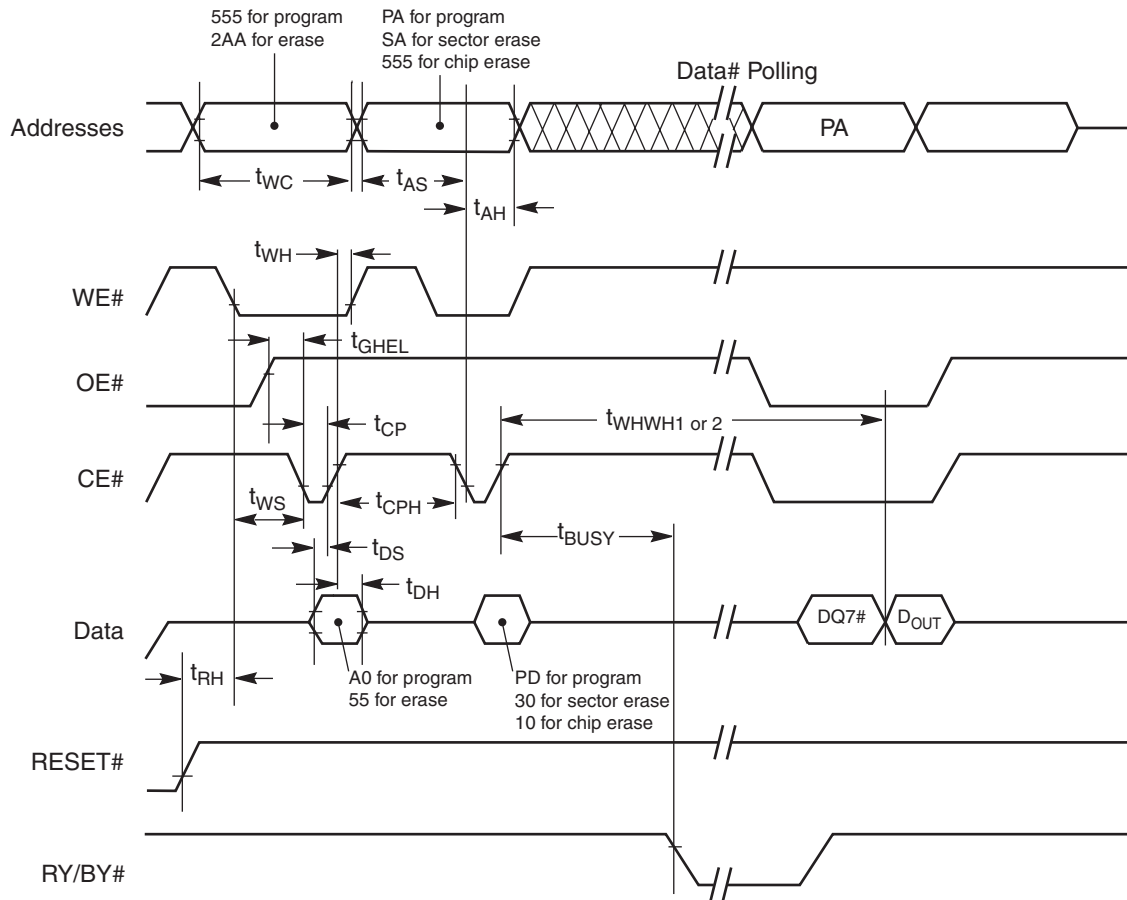 555 for program
2AA for erase
PA for program
SA for sector erase
555 for chip erase
Data# Polling
Addresses
PA
tWC
tAS
tAH
tWH
WE#
tGHEL
OE#
tWHWH1 or 2
tCP
CE#
tWS
tCPH
tBUSY
tDS
tDH
Data
DQ7#
DOUT
tRH
A0 for program
55 for erase
PD for program
30 for sector erase
10 for chip erase
RESET#
RY/BY#